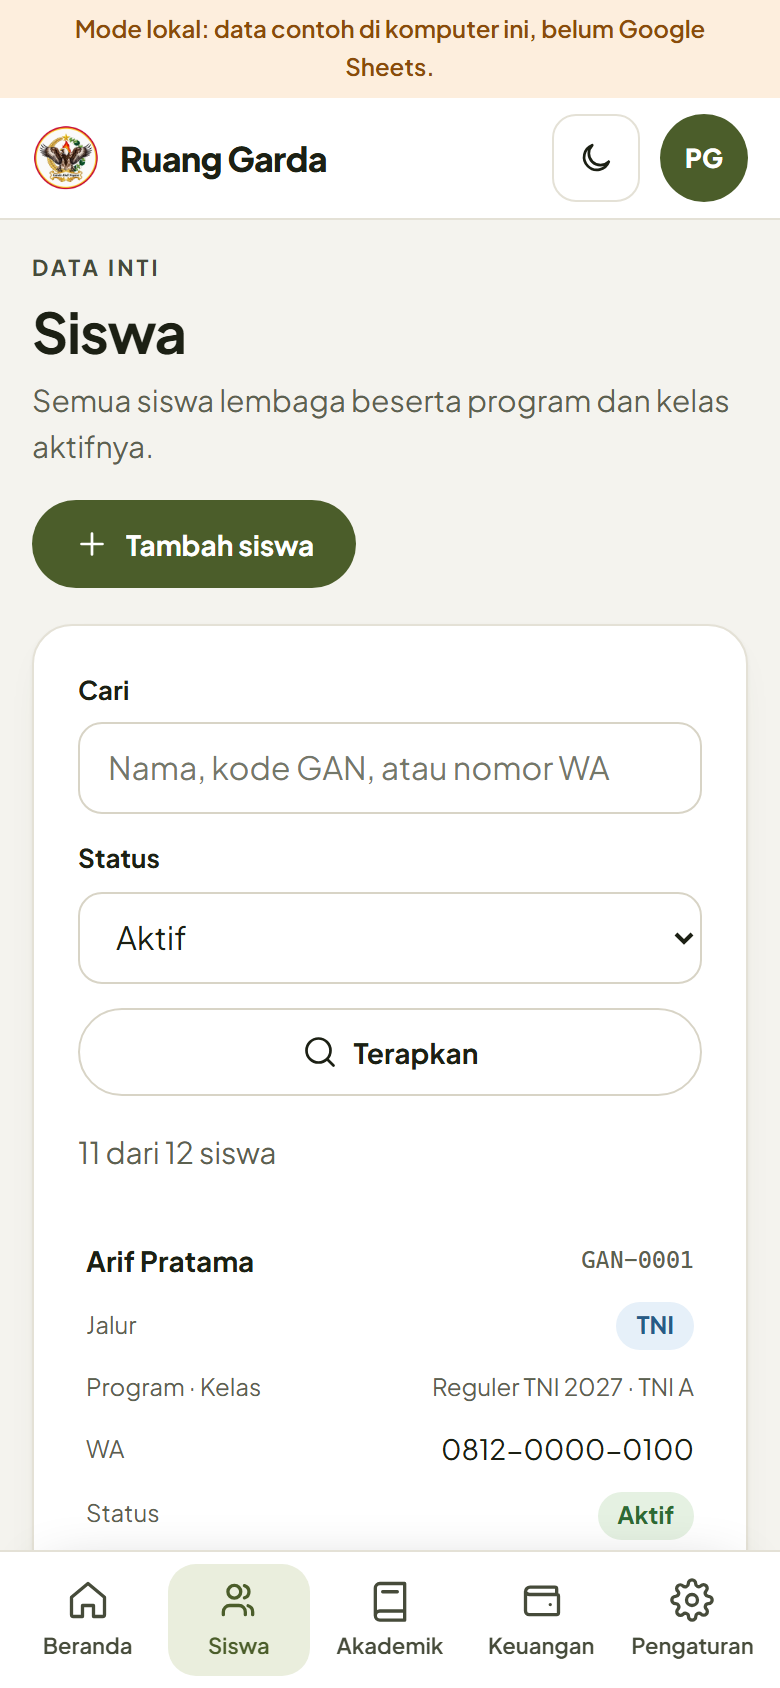 Mode lokal: data contoh di komputer ini, belum Google
Sheets.
Ruang Garda
PG
DATA INTI
Siswa
Semua siswa lembaga beserta program dan kelas
aktifnya.
Tambah siswa
Cari
Nama, kode GAN, atau nomor WA
Status
Aktif
Terapkan
11 dari 12 siswa
Arif Pratama GAN-0001
Jalur TNI
Program · Kelas Reguler TNI 2027 · TNI A
WA 0812-0000-0100
Status Aktif
Beranda Siswa Akademik Keuangan Pengaturan